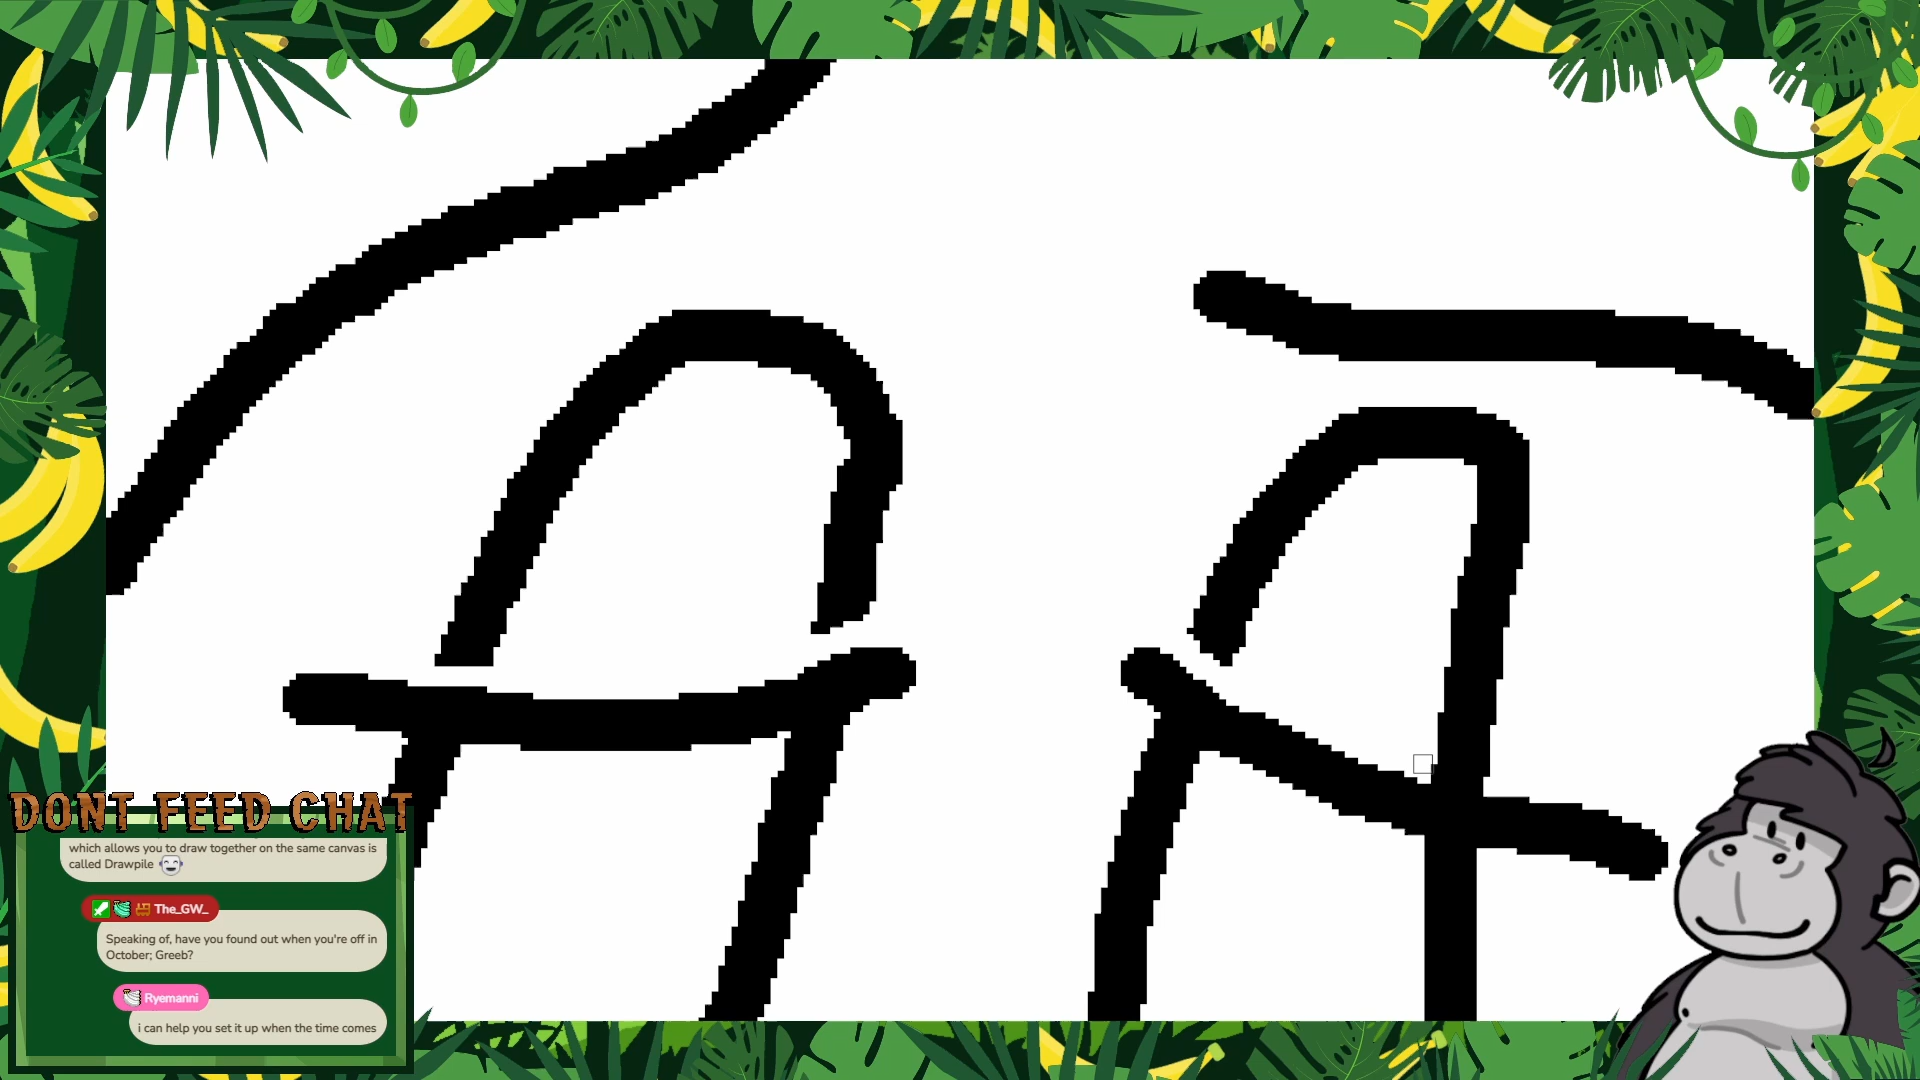 DONT FEED CHAT
which allows you to draw together on the same canvas is
called Drawpile
The_GW_
Speaking of, have you found out when you're off in
October; Greeb?
Ryemanni
i can help you set it up when the time comes